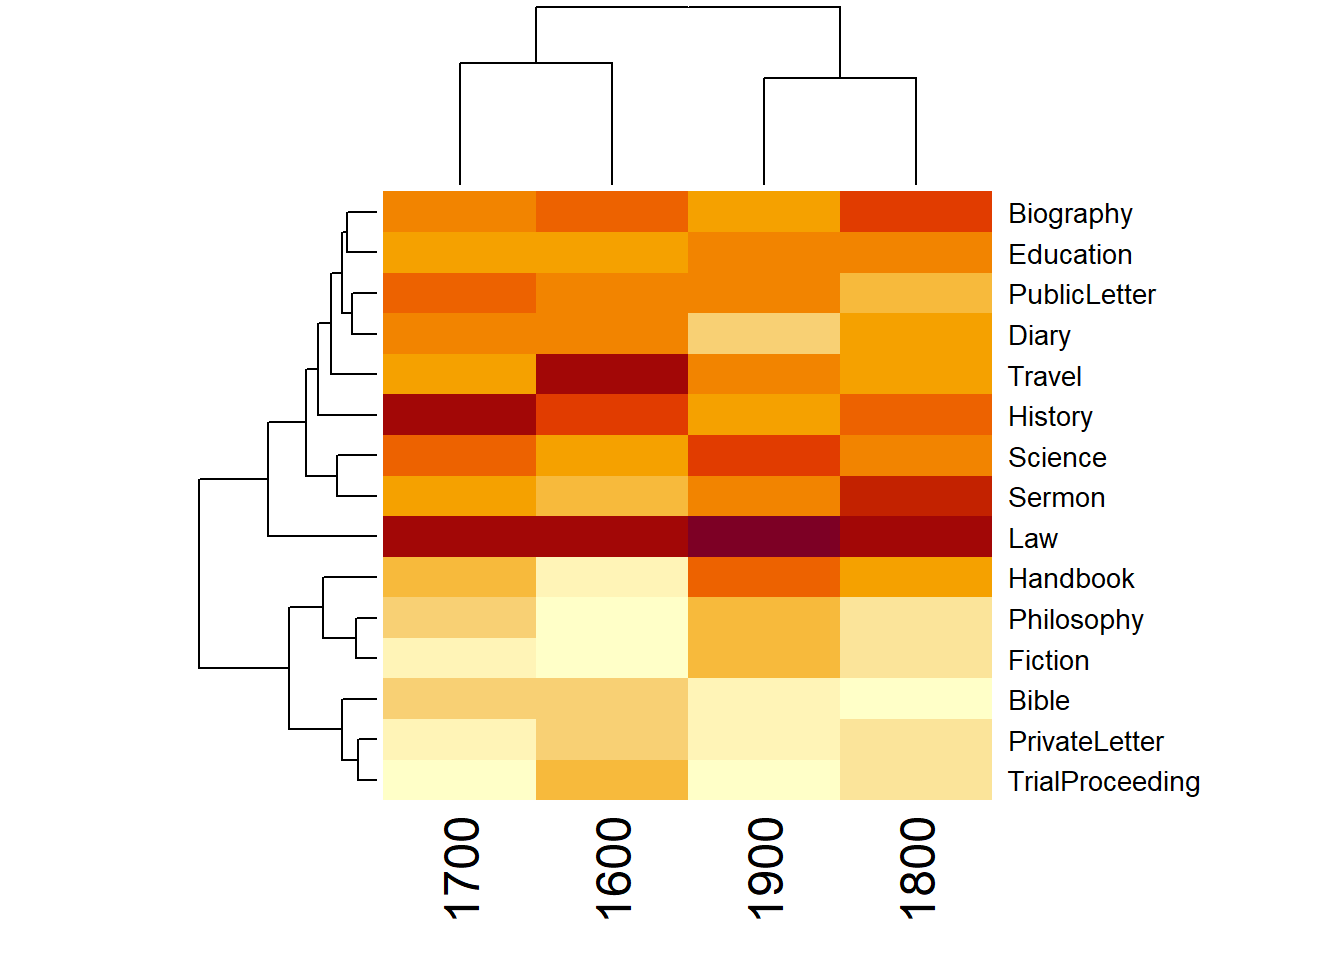 Biography
Education
PublicLetter
Diary
Travel
History
Science
Sermon
Law
Handbook
Philosophy
Fiction
Bible
PrivateLetter
TrialProceeding
1700
1600
1900
1800